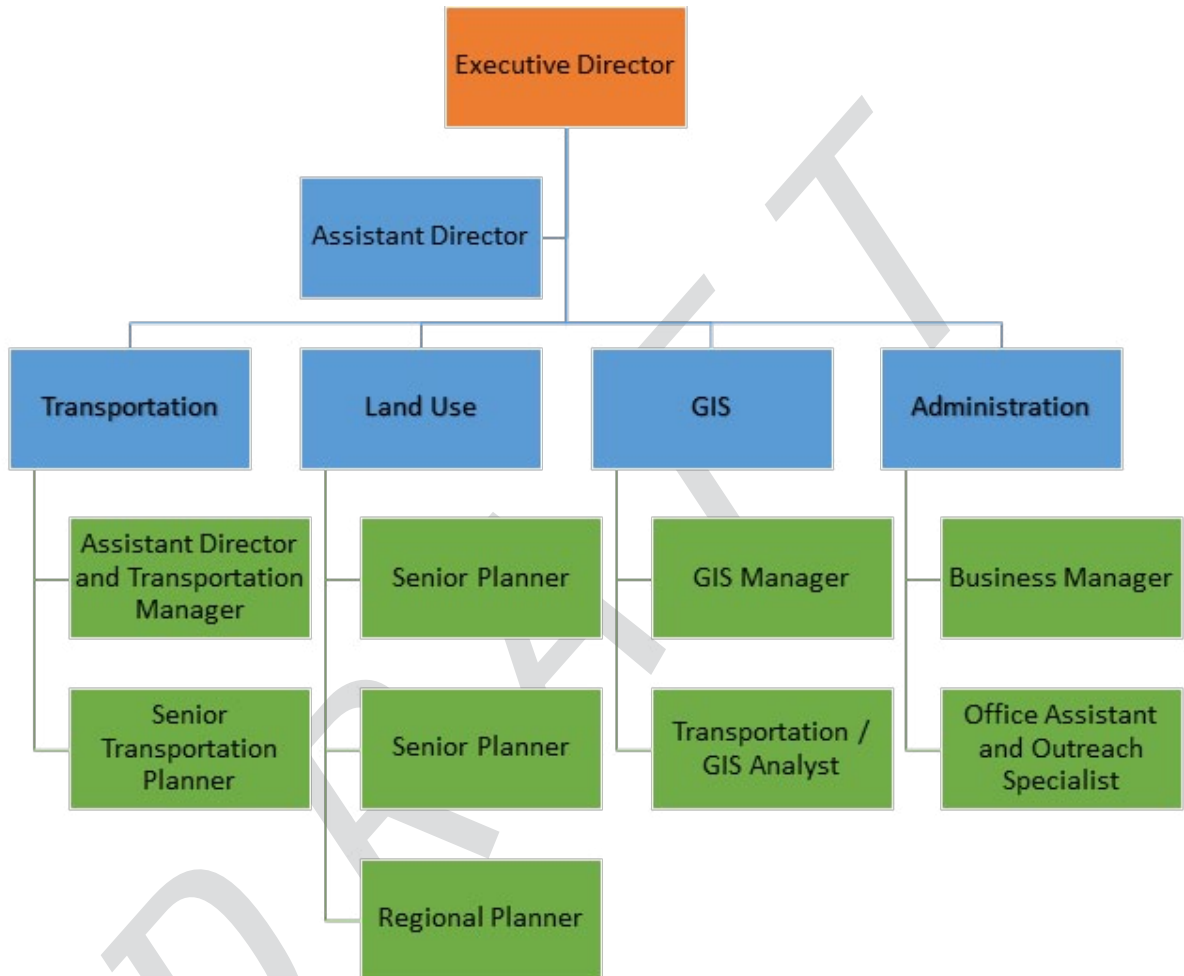 Executive Director
Assistant Director
Transportation
Land Use
GIS
Administration
Assistant Director
and Transportation
Manager
Senior Planner
GIS Manager
Business Manager
Senior
Transportation
Planner
Senior Planner
Transportation /
GIS Analyst
Office Assistant
and Outreach
Specialist
Regional Planner
DRAFT